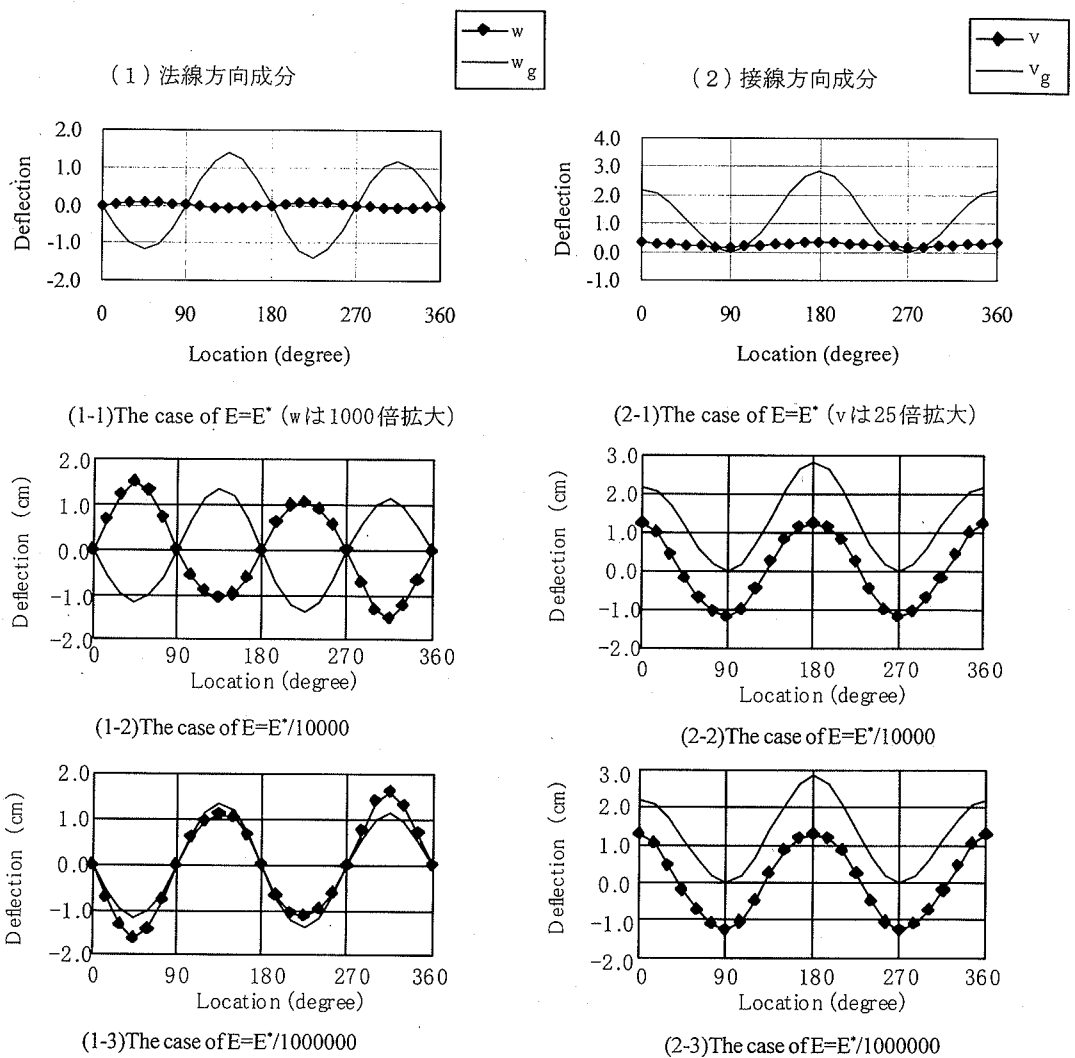 w
w_g
(1)法線方向成分
v
v_g
(2)接線方向成分
2.0
1.0
0.0
-1.0
-2.0
Deflection
0 90 180 270 360
Location (degree)
(1-1)The case of E=E* (wは1000倍拡大)
4.0
3.0
2.0
1.0
0.0
-1.0
Deflection
0 90 180 270 360
Location (degree)
(2-1)The case of E=E* (vは25倍拡大)
2.0
1.0
0.0
-1.0
-2.0
Deflection (cm)
0 90 180 270 360
Location (degree)
(1-2)The case of E=E*/10000
3.0
2.0
1.0
0.0
-1.0
-2.0
Deflection (cm)
0 90 180 270 360
Location (degree)
(2-2)The case of E=E*/10000
2.0
1.0
0.0
-1.0
-2.0
Deflection (cm)
0 90 180 270 360
Location (degree)
(1-3)The case of E=E*/1000000
3.0
2.0
1.0
0.0
-1.0
-2.0
Deflection (cm)
0 90 180 270 360
Location (degree)
(2-3)The case of E=E*/1000000